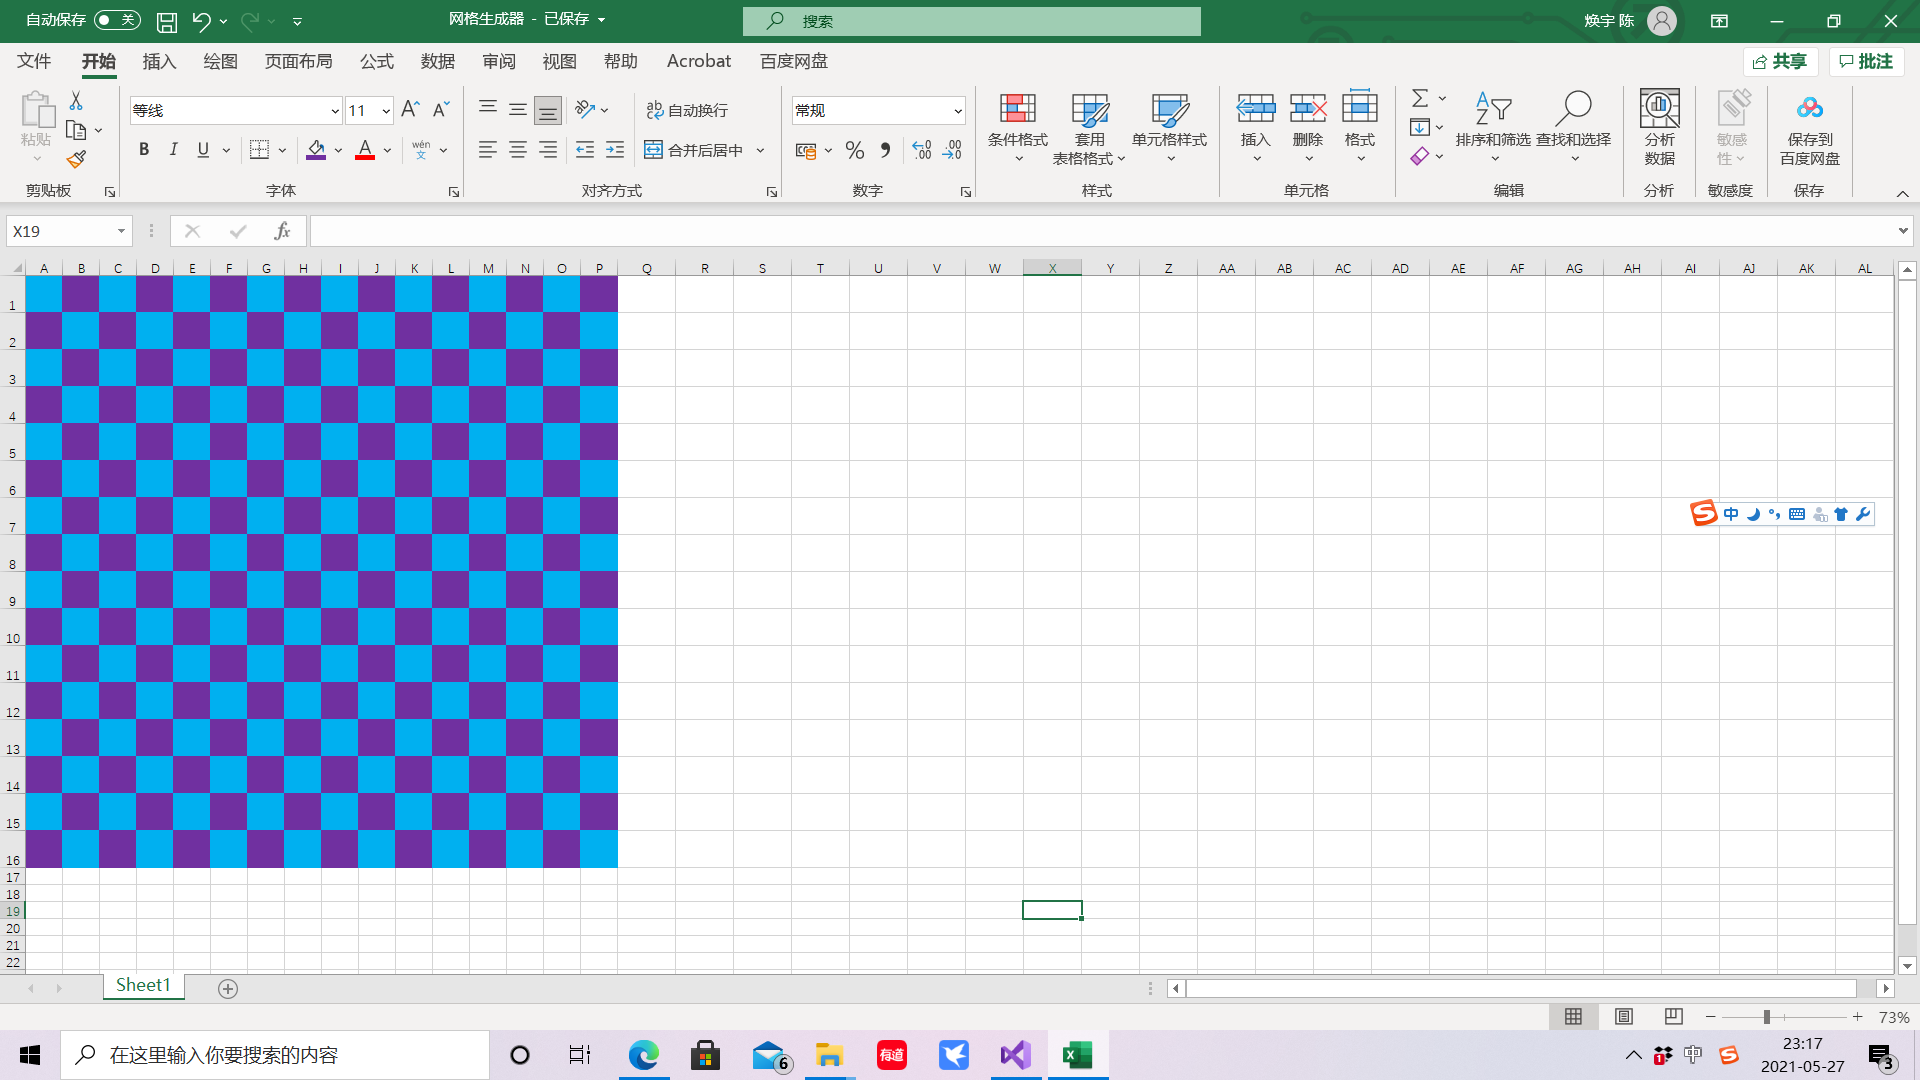 自动保存 关 网格生成器 - 已保存 搜索 焕宇 陈
文件 开始 插入 绘图 页面布局 公式 数据 审阅 视图 帮助 Acrobat 百度网盘 共享 批注
等线 11 自动换行 常规
粘贴 B I U wén 文 合并后居中 条件格式 套用 表格格式 单元格样式 插入 删除 格式 排序和筛选 查找和选择 分析 数据 敏感 性 保存到 百度网盘
剪贴板 字体 对齐方式 数字 样式 单元格 编辑 分析 敏感度 保存
X19 fx
A B C D E F G H I J K L M N O P Q R S T U V W X Y Z AA AB AC AD AE AF AG AH AI AJ AK AL
1
2
3
4
5
6
7
中
8
9
10
11
12
13
14
15
16
17
18
19
20
21
22
Sheet1
73%
在这里输入你要搜索的内容 6 有道 1 中 23:17
2021-05-27 3